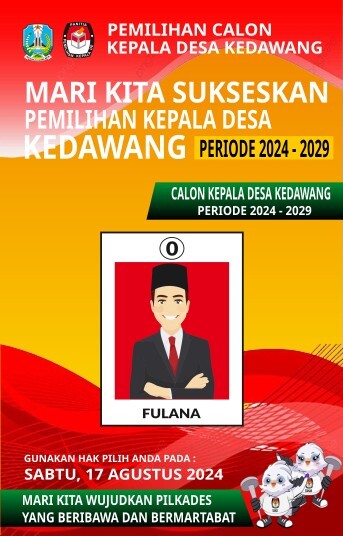 PEMILIHAN CALON
KEPALA DESA KEDAWANG
MARI KITA SUKSESKAN
PEMILIHAN KEPALA DESA
KEDAWANG PERIODE 2024 - 2029
CALON KEPALA DESA KEDAWANG
PERIODE 2024 - 2029
0
FULANA
GUNAKAN HAK PILIH ANDA PADA :
SABTU, 17 AGUSTUS 2024
MARI KITA WUJUDKAN PILKADES
YANG BERIBAWA DAN BERMARTABAT